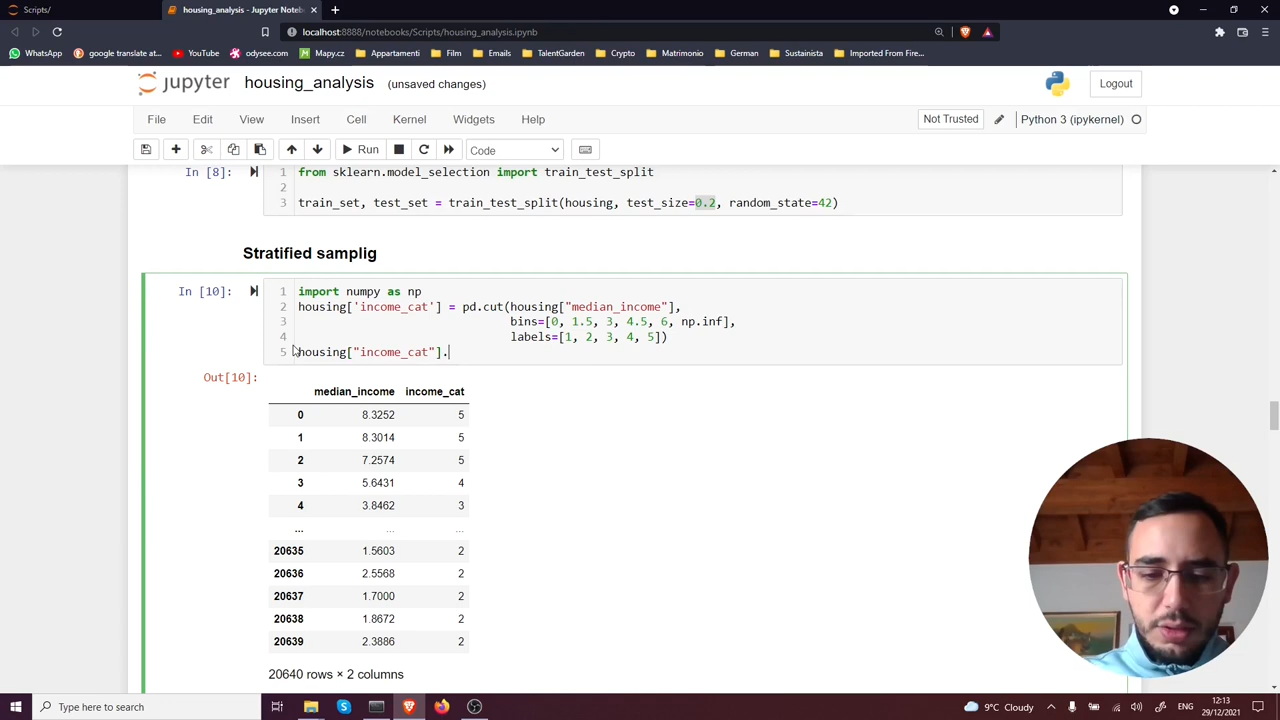 Scripts/
housing_analysis - Jupyter Noteb
localhost:8888/notebooks/Scripts/housing_analysis.ipynb
WhatsApp google translate at... YouTube odysee.com Mapy.cz Appartamenti Film Emails TalentGarden Crypto Matrimonio German Sustainista Imported From Fire...
jupyter housing_analysis (unsaved changes) Logout
File Edit View Insert Cell Kernel Widgets Help Not Trusted Python 3 (ipykernel)
Run Code
In [8]: 1 from sklearn.model_selection import train_test_split
2
3 train_set, test_set = train_test_split(housing, test_size=0.2, random_state=42)
Stratified samplig
In [10]: 1 import numpy as np
2 housing['income_cat'] = pd.cut(housing["median_income"],
3 bins=[0, 1.5, 3, 4.5, 6, np.inf],
4 labels=[1, 2, 3, 4, 5])
5 housing["income_cat"].
Out[10]:
median_income income_cat
0 8.3252 5
1 8.3014 5
2 7.2574 5
3 5.6431 4
4 3.8462 3
... ... ...
20635 1.5603 2
20636 2.5568 2
20637 1.7000 2
20638 1.8672 2
20639 2.3886 2
20640 rows × 2 columns
Type here to search
9°C Cloudy
ENG
12:13
29/12/2021